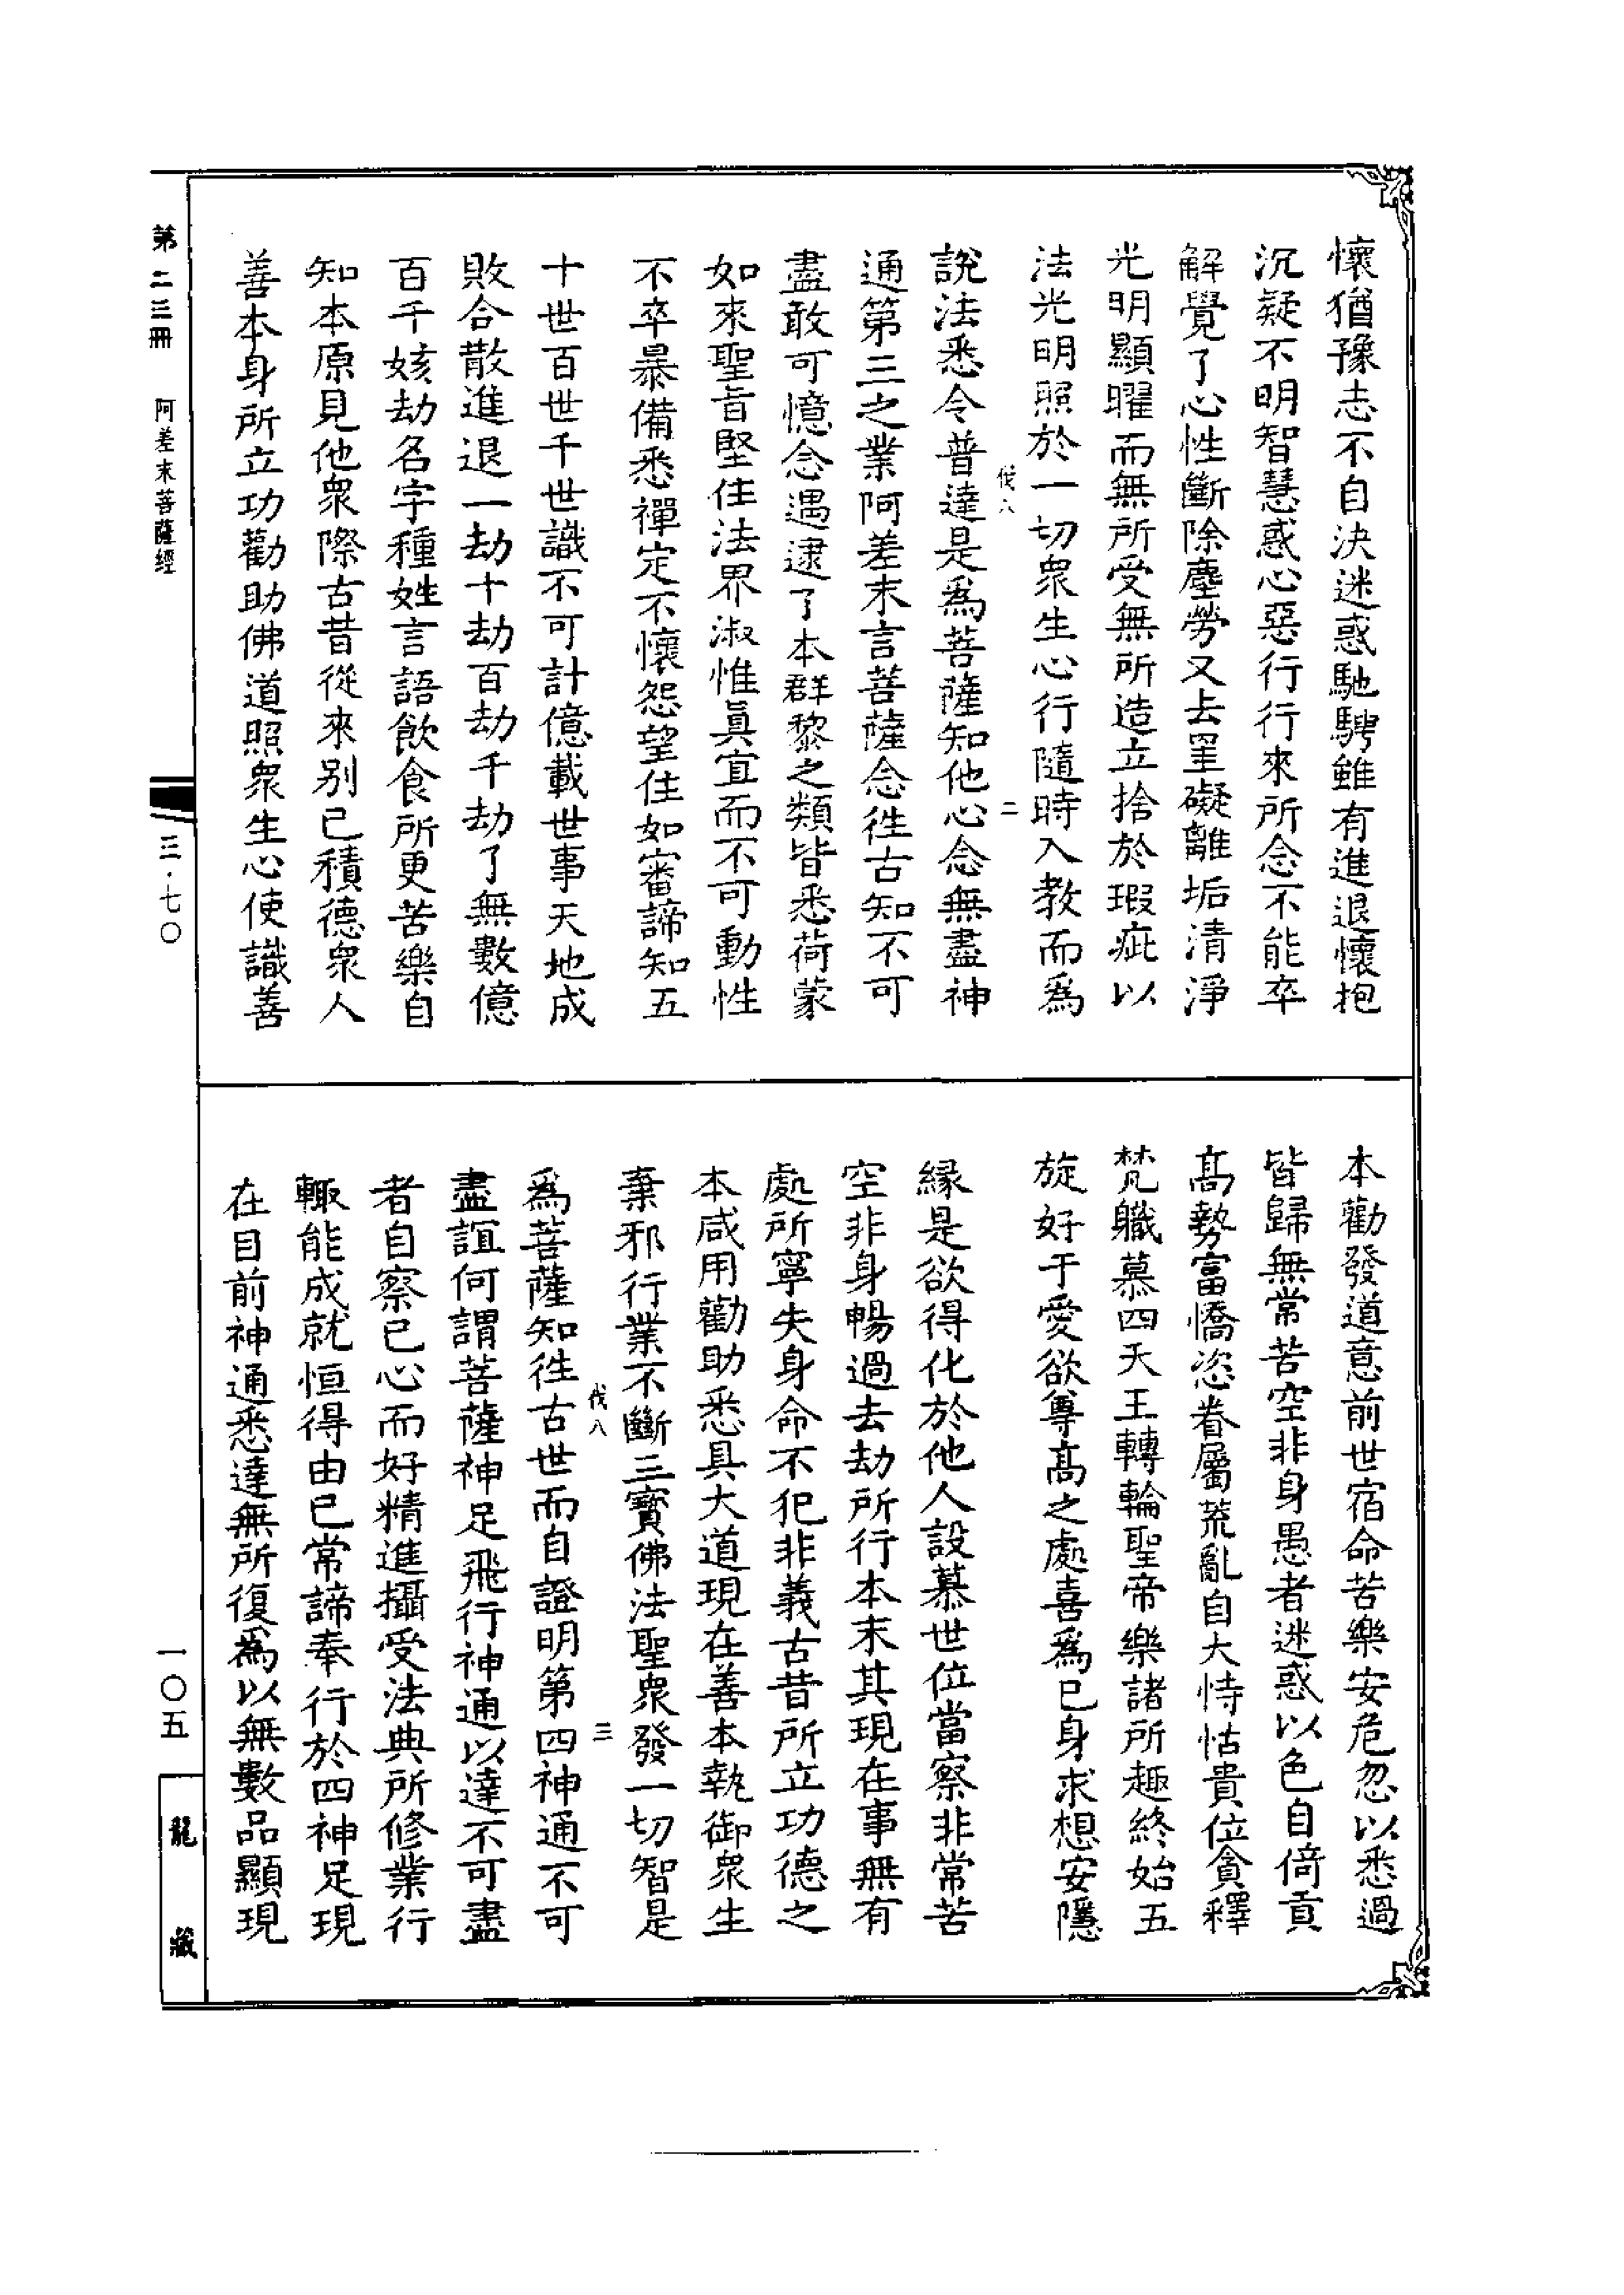 懷猶豫志不自決迷惑馳騁雖有進退懷抱
沉疑不明智慧惑心惡行行來所念不能卒
解覺了心性斷除塵勞又去罣礙離垢清淨
光明顯曜而無所受無所造立捨於瑕疵以
法光明照於一切衆生心行隨時入教而爲
伐八 二
說法悉令普達是爲菩薩知他心念無盡神
通第三之業阿差末言菩薩念徃古知不可
盡敢可憶念遇逮了本群黎之類皆悉荷蒙
如來聖旨堅住法界淑惟眞宜而不可動性
不卒暴備悉禪定不懷怨望住如審諦知五
十世百世千世識不可計億載世事天地成
敗合散進退一劫十劫百劫千劫了無數億
百千姟劫名字種姓言語飲食所更苦樂自
知本原見他衆際古昔從來别已積德衆人
善本身所立功勸助佛道照衆生心使識善
本勸發道意前世宿命苦樂安危忽以悉過
皆歸無常苦空非身愚者迷惑以色自倚貢
髙勢富憍恣眷屬荒亂自大恃怙貴位貪釋
梵職慕四天王轉輪聖帝樂諸所趣終始五
旋好于愛欲尊髙之處喜爲已身求想安隱
縁是欲得化於他人設慕世位當察非常苦
空非身暢過去劫所行本末其現在事無有
處所寧失身命不犯非義古昔所立功德之
本咸用勸助悉具大道現在善本執御衆生
棄邪行業不斷三寳佛法聖衆發一切智是
伐八 三
爲菩薩知徃古世而自證明第四神通不可
盡誼何謂菩薩神足飛行神通以達不可盡
者自察已心而好精進攝受法典所修業行
輙能成就恒得由已常諦奉行於四神足現
在目前神通悉達無所復爲以無數品顯現
第二三冊 阿差末菩薩經
三·七〇
一〇五
龍藏